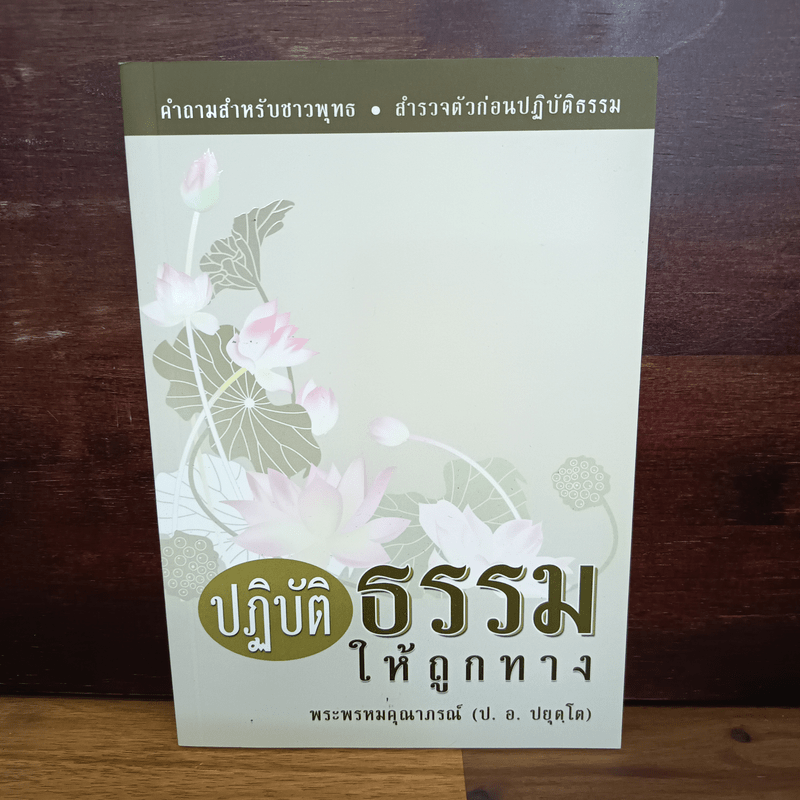 คำถามสำหรับชาวพุทธ • สำรวจตัวก่อนปฏิบัติธรรม
ปฏิบัติธรรม
ให้ถูกทาง
พระพรหมคุณาภรณ์ (ป. อ. ปยุตฺโต)